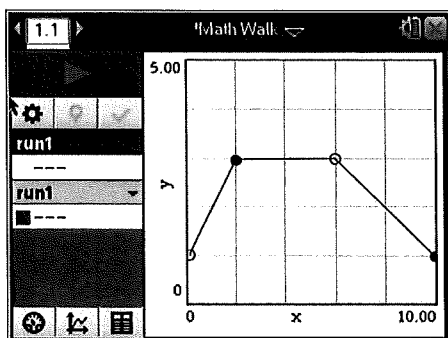 1.1
*Math Walk
run1
---
run1
---
5.00
y
0
0
x
10.00